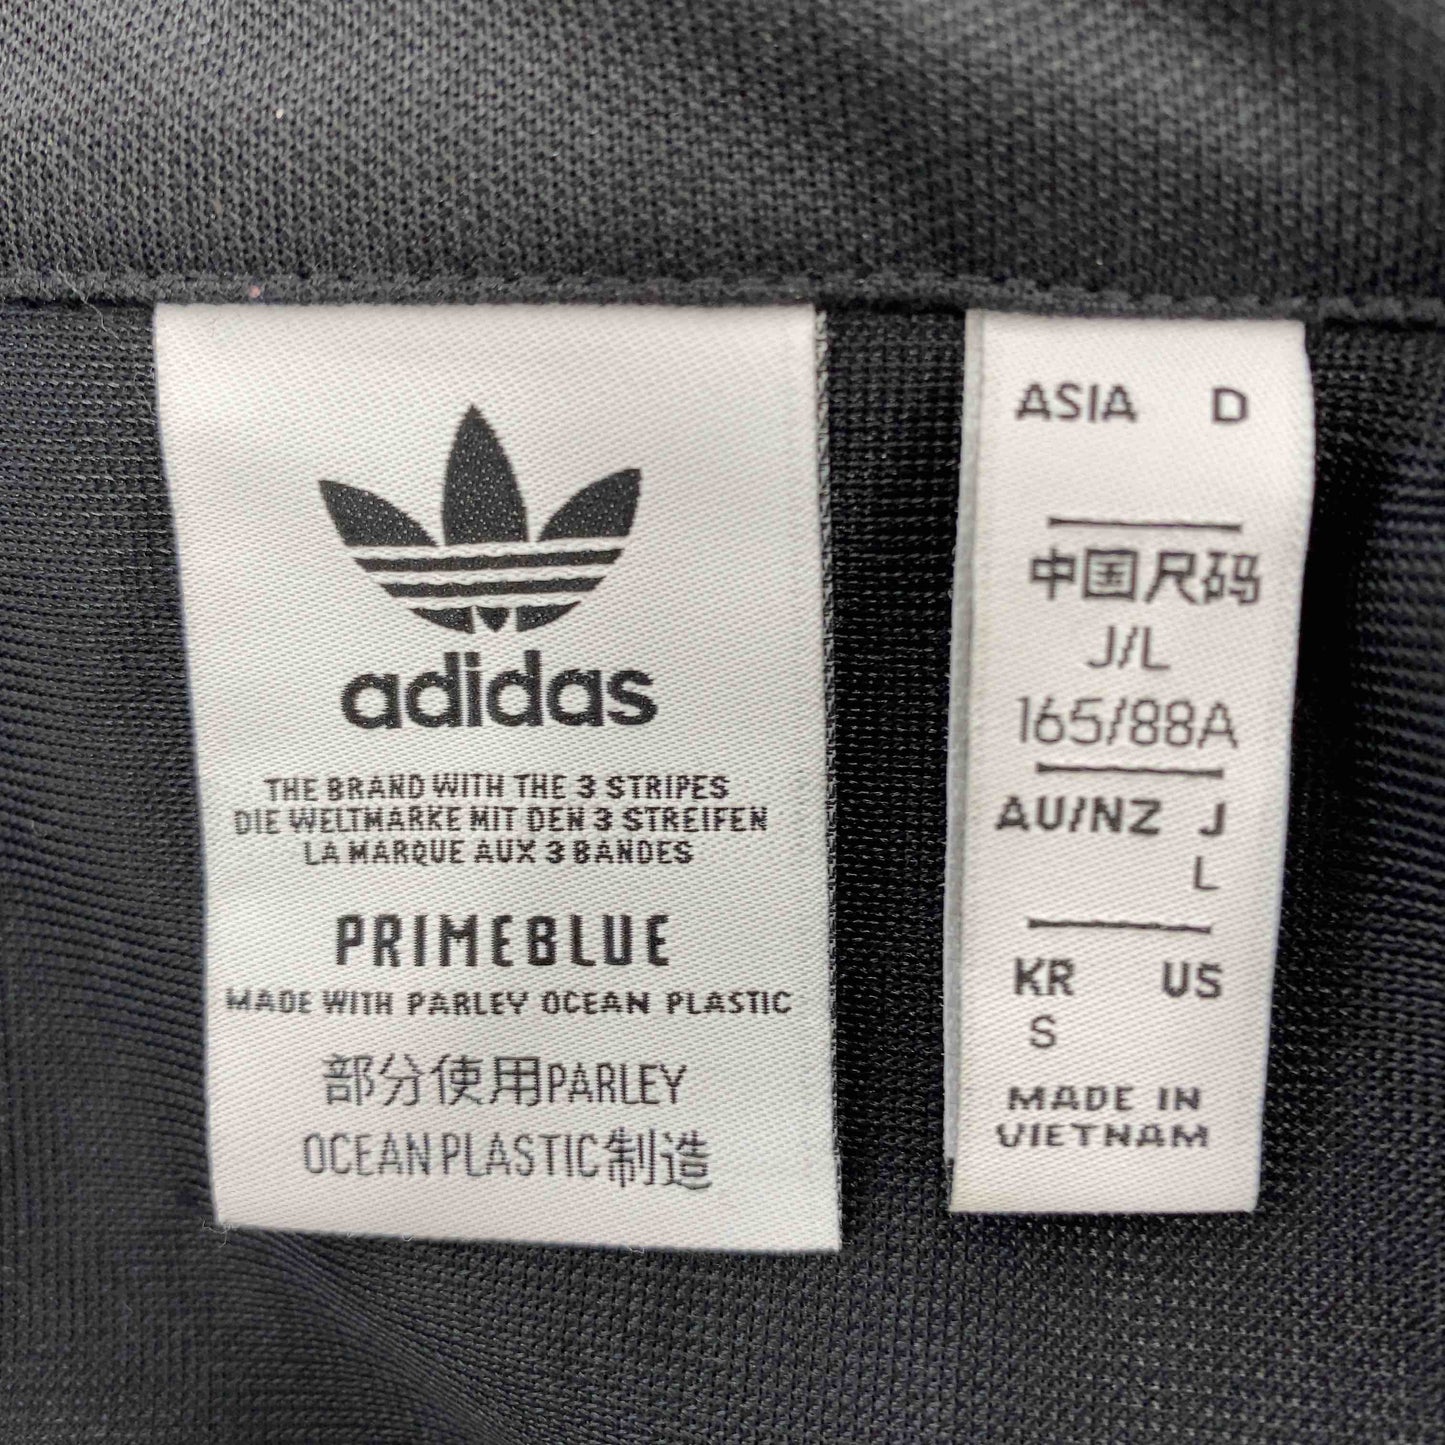 adidas
THE BRAND WITH THE 3 STRIPES
DIE WELTMARKE MIT DEN 3 STREIFEN
LA MARQUE AUX 3 BANDES
PRIMEBLUE
MADE WITH PARLEY OCEAN PLASTIC
部分使用PARLEY
OCEAN PLASTIC制造
ASIA D
中国尺码
J/L
165/88A
AU/NZ J
L
KR US
S
MADE IN
VIETNAM